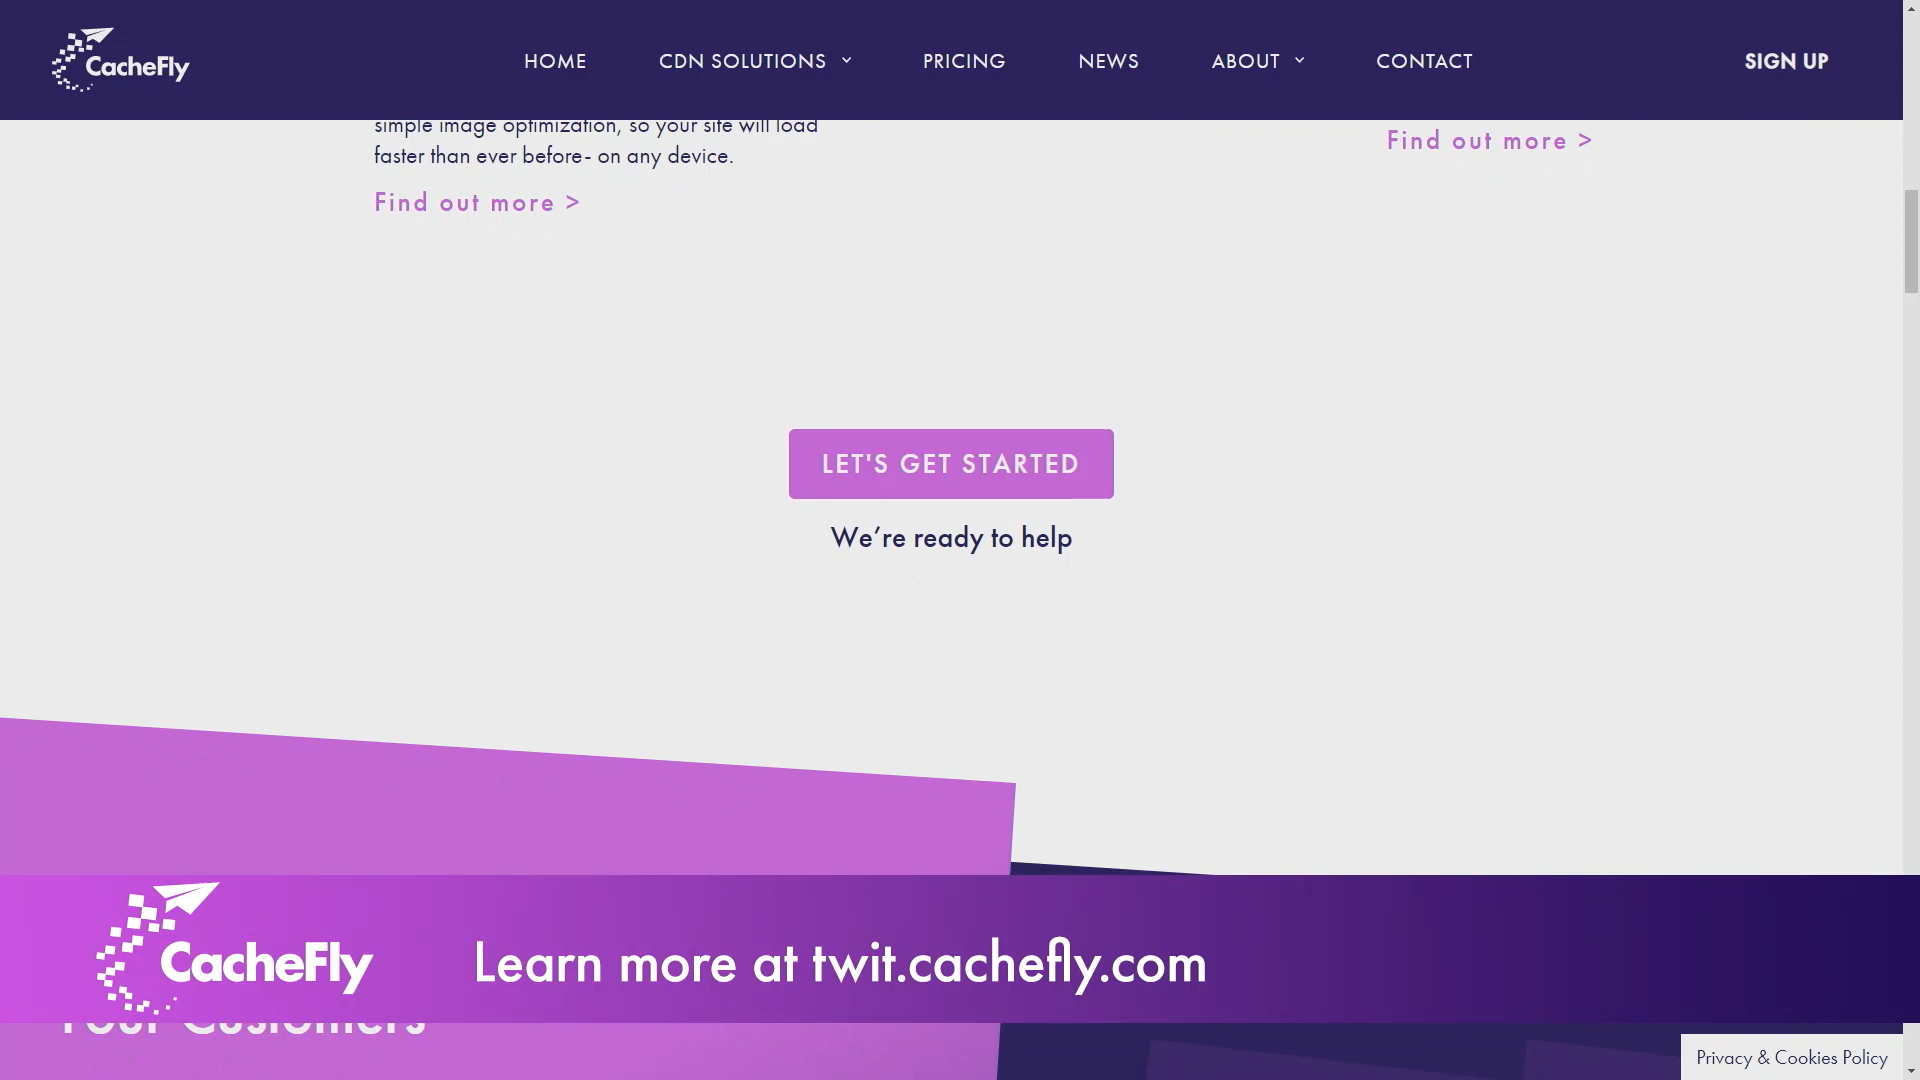 CacheFly
HOME
CDN SOLUTIONS
PRICING
NEWS
ABOUT
CONTACT
SIGN UP
simple image optimization, so your site will load
faster than ever before- on any device.
Find out more >
Find out more >
LET'S GET STARTED
We’re ready to help
CacheFly
Learn more at twit.cachefly.com
Your Customers
Privacy & Cookies Policy